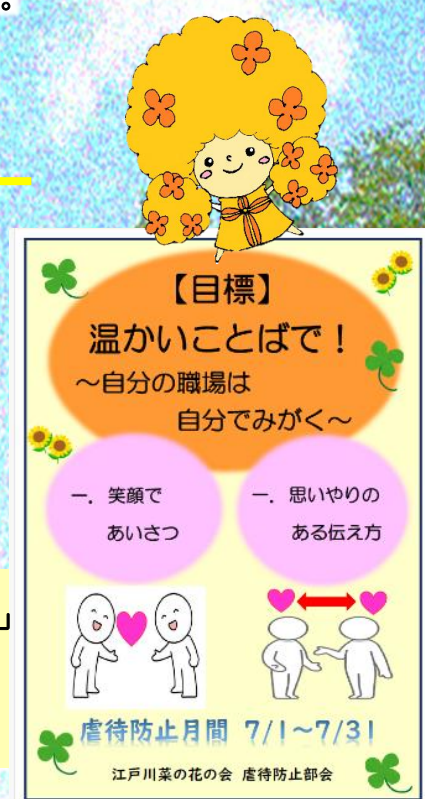 。
【目標】
温かいことばで！
～自分の職場は
自分でみがく～
一．笑顔で
あいさつ
一．思いやりの
ある伝え方
」
虐待防止月間 7/1～7/31
江戸川菜の花の会 虐待防止部会